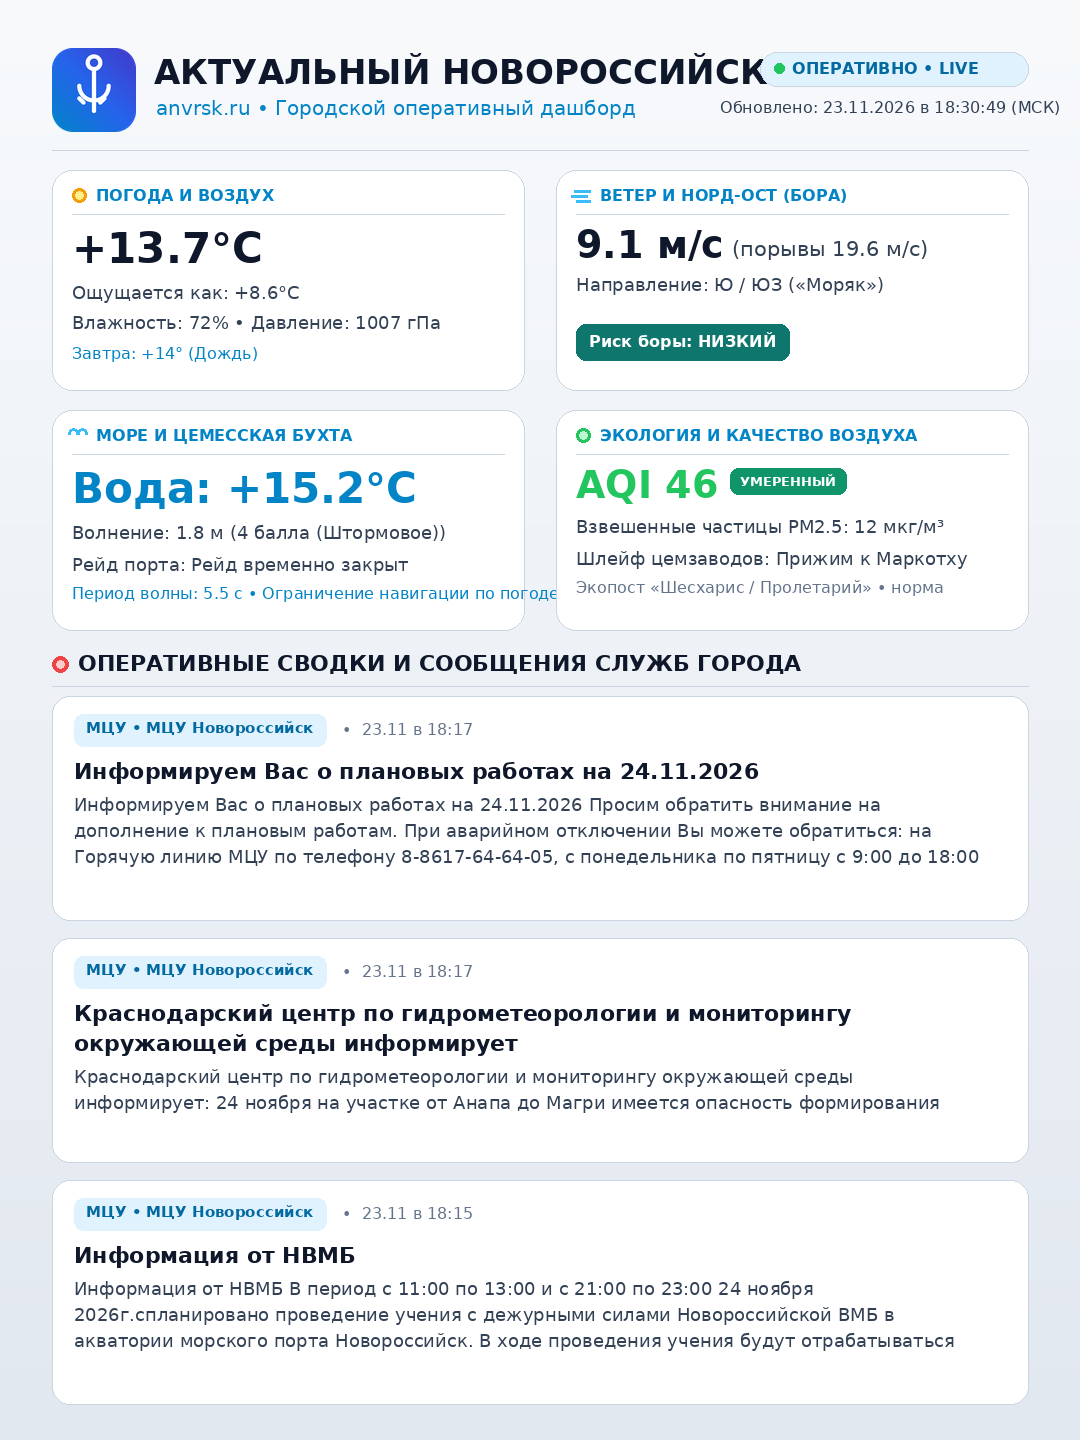 АКТУАЛЬНЫЙ НОВОРОССИЙСК
ОПЕРАТИВНО • LIVE
anvrsk.ru • Городской оперативный дашборд
Обновлено: 23.11.2026 в 18:30:49 (МСК)
ПОГОДА И ВОЗДУХ
+13.7°C
Ощущается как: +8.6°C
Влажность: 72% • Давление: 1007 гПа
Завтра: +14° (Дождь)
ВЕТЕР И НОРД-ОСТ (БОРА)
9.1 м/с (порывы 19.6 м/с)
Направление: Ю / ЮЗ («Моряк»)
Риск боры: НИЗКИЙ
МОРЕ И ЦЕМЕССКАЯ БУХТА
Вода: +15.2°C
Волнение: 1.8 м (4 балла (Штормовое))
Рейд порта: Рейд временно закрыт
Период волны: 5.5 с • Ограничение навигации по погоде
ЭКОЛОГИЯ И КАЧЕСТВО ВОЗДУХА
AQI 46 УМЕРЕННЫЙ
Взвешенные частицы PM2.5: 12 мкг/м³
Шлейф цемзаводов: Прижим к Маркотху
Экопост «Шесхарис / Пролетарий» • норма
ОПЕРАТИВНЫЕ СВОДКИ И СООБЩЕНИЯ СЛУЖБ ГОРОДА
МЦУ • МЦУ Новороссийск • 23.11 в 18:17
Информируем Вас о плановых работах на 24.11.2026
Информируем Вас о плановых работах на 24.11.2026 Просим обратить внимание на
дополнение к плановым работам. При аварийном отключении Вы можете обратиться: на
Горячую линию МЦУ по телефону 8-8617-64-64-05, с понедельника по пятницу с 9:00 до 18:00
МЦУ • МЦУ Новороссийск • 23.11 в 18:17
Краснодарский центр по гидрометеорологии и мониторингу
окружающей среды информирует
Краснодарский центр по гидрометеорологии и мониторингу окружающей среды
информирует: 24 ноября на участке от Анапа до Магри имеется опасность формирования
МЦУ • МЦУ Новороссийск • 23.11 в 18:15
Информация от НВМБ
Информация от НВМБ В период с 11:00 по 13:00 и с 21:00 по 23:00 24 ноября
2026г.спланировано проведение учения с дежурными силами Новороссийской ВМБ в
акватории морского порта Новороссийск. В ходе проведения учения будут отрабатываться